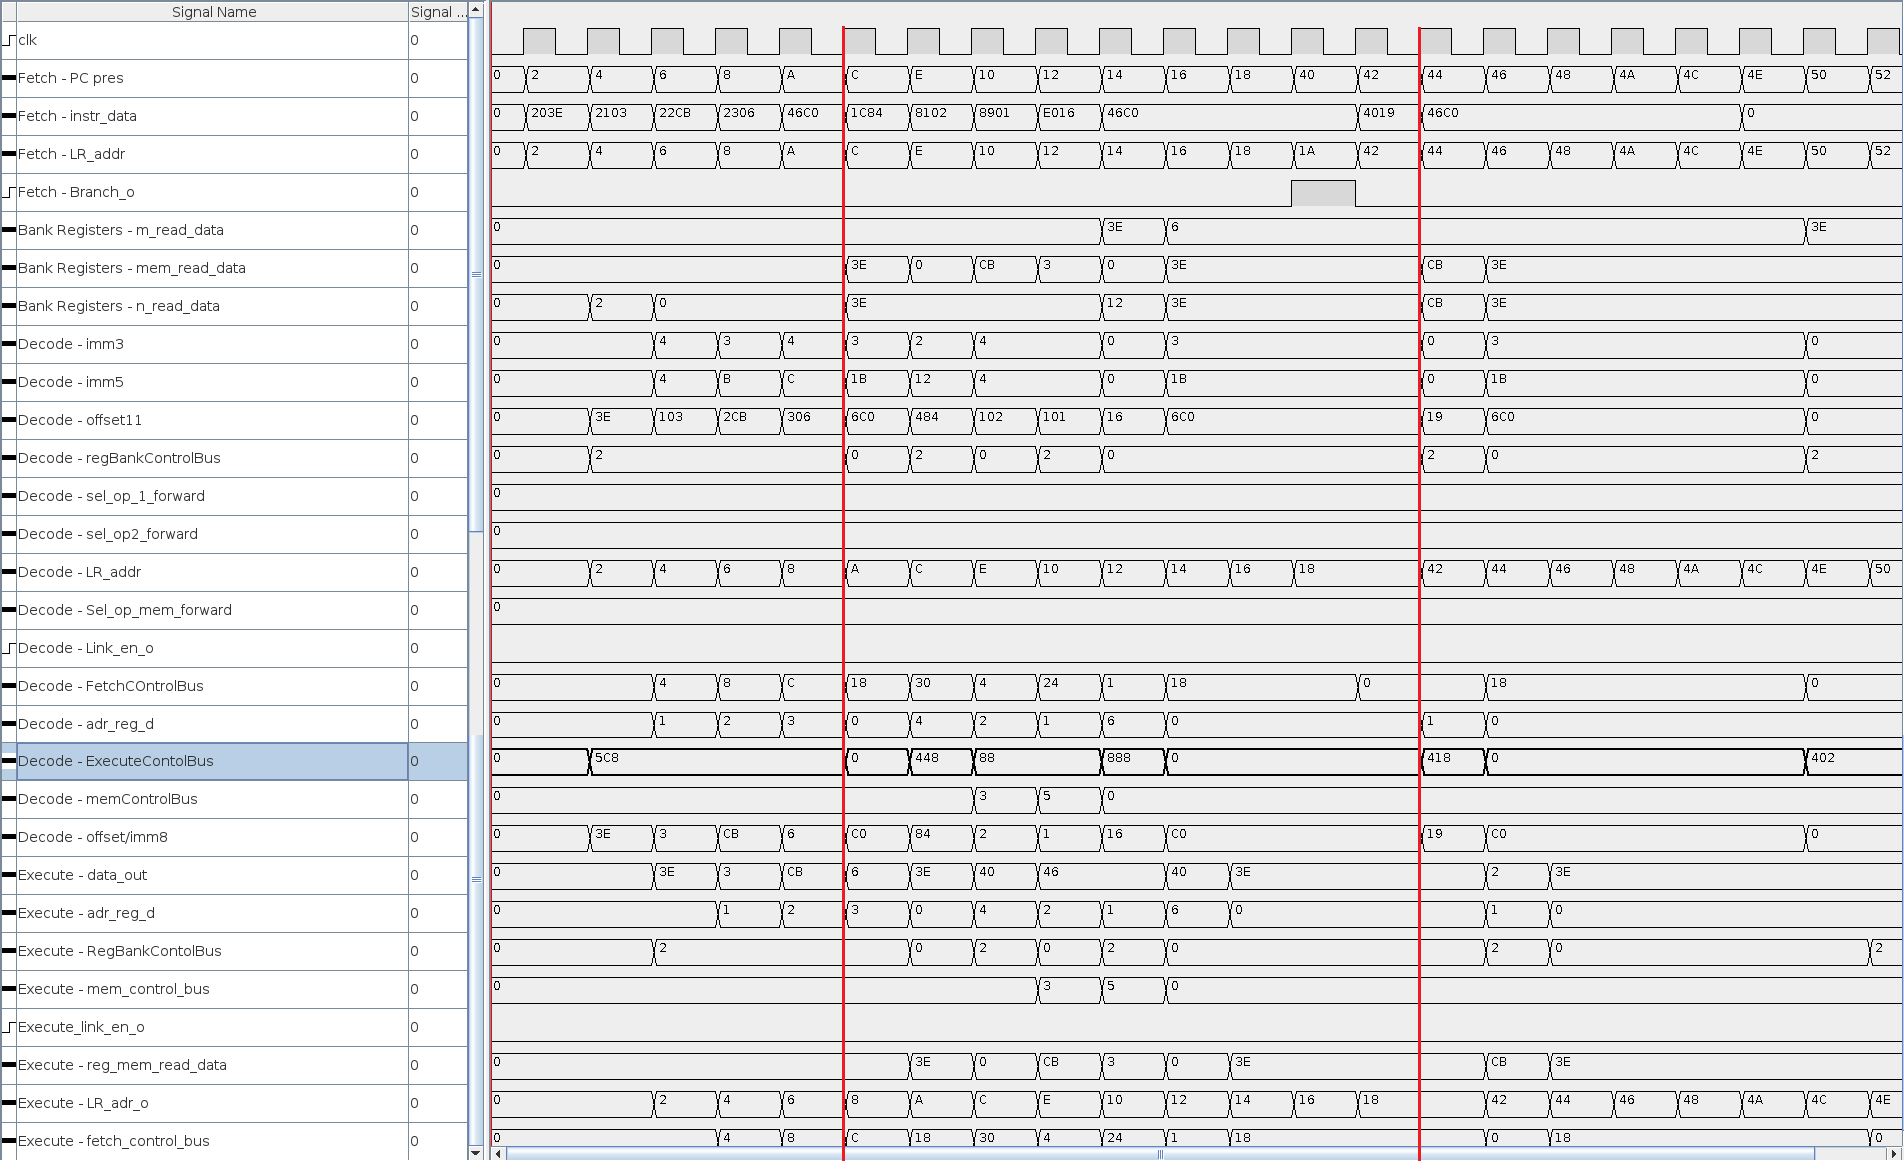 Signal Name Signal ...
clk 0
Fetch - PC pres 0 0 2 4 6 8 A C E 10 12 14 16 18 40 42 44 46 48 4A 4C 4E 50 52
Fetch - instr_data 0 0 203E 2103 22CB 2306 46C0 1C84 8102 8901 E016 46C0 4019 46C0 0
Fetch - LR_addr 0 0 2 4 6 8 A C E 10 12 14 16 18 1A 42 44 46 48 4A 4C 4E 50 52
Fetch - Branch_o 0
Bank Registers - m_read_data 0 0 3E 6 3E
Bank Registers - mem_read_data 0 0 3E 0 CB 3 0 3E CB 3E
Bank Registers - n_read_data 0 0 2 0 3E 12 3E CB 3E
Decode - imm3 0 0 4 3 4 3 2 4 0 3 0 3 0
Decode - imm5 0 0 4 B C 1B 12 4 0 1B 0 1B 0
Decode - offset11 0 0 3E 103 2CB 306 6C0 484 102 101 16 6C0 19 6C0 0
Decode - regBankControlBus 0 0 2 0 2 0 2 0 2 0 2
Decode - sel_op_1_forward 0 0
Decode - sel_op2_forward 0 0
Decode - LR_addr 0 0 2 4 6 8 A C E 10 12 14 16 18 42 44 46 48 4A 4C 4E 50
Decode - Sel_op_mem_forward 0 0
Decode - Link_en_o 0
Decode - FetchCOntrolBus 0 0 4 8 C 18 30 4 24 1 18 0 18 0
Decode - adr_reg_d 0 0 1 2 3 0 4 2 1 6 0 1 0
Decode - ExecuteContolBus 0 0 5C8 0 448 88 888 0 418 0 402
Decode - memControlBus 0 0 3 5 0
Decode - offset/imm8 0 0 3E 3 CB 6 C0 84 2 1 16 C0 19 C0 0
Execute - data_out 0 0 3E 3 CB 6 3E 40 46 40 3E 2 3E
Execute - adr_reg_d 0 0 1 2 3 0 4 2 1 6 0 1 0
Execute - RegBankContolBus 0 0 2 0 2 0 2 0 2 0 2
Execute - mem_control_bus 0 0 3 5 0
Execute_link_en_o 0
Execute - reg_mem_read_data 0 0 3E 0 CB 3 0 3E CB 3E
Execute - LR_adr_o 0 0 2 4 6 8 A C E 10 12 14 16 18 42 44 46 48 4A 4C 4E
Execute - fetch_control_bus 0 0 4 8 C 18 30 4 24 1 18 0 18 0